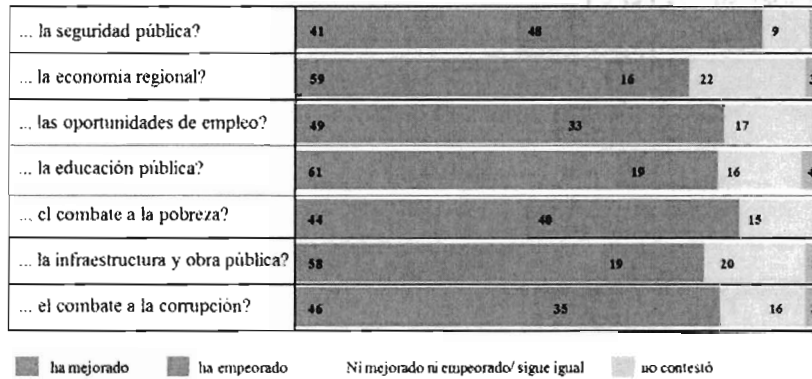 ... la seguridad pública? 41 48 9
... la economia regional? 59 16 22
... las oportunidades de empleo? 49 33 17
... la educación pública? 61 19 16 4
... el combate a la pobreza? 44 40 15
... la infraestructura y obra pública? 58 19 20
... el combate a la corrupción? 46 35 16
ha mejorado ha empeorado Ni mejorado ni empeorado/ sigue igual no contestó